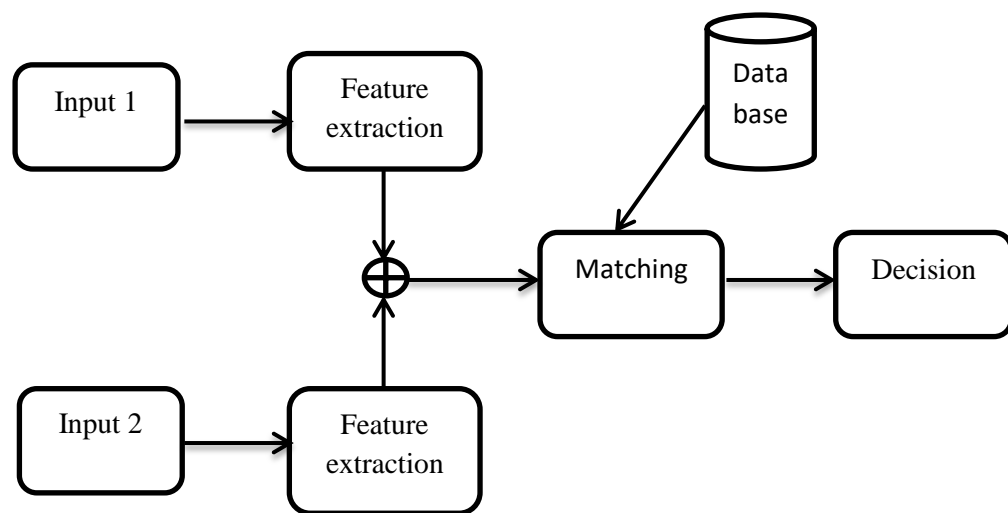 Input 1
Feature
extraction
Data
base
Matching
Decision
Input 2
Feature
extraction